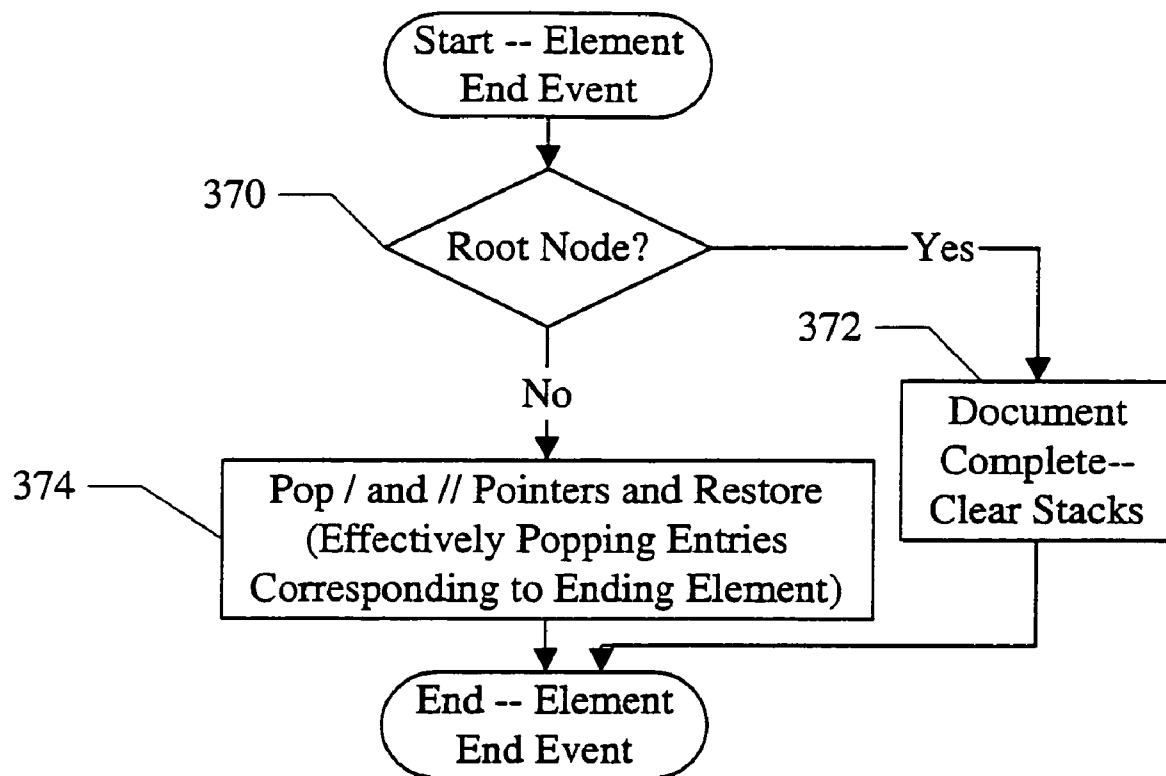 Start -- Element
End Event
370
Root Node?
Yes
372
No
Document
Complete--
Clear Stacks
374
Pop / and // Pointers and Restore
(Effectively Popping Entries
Corresponding to Ending Element)
End -- Element
End Event